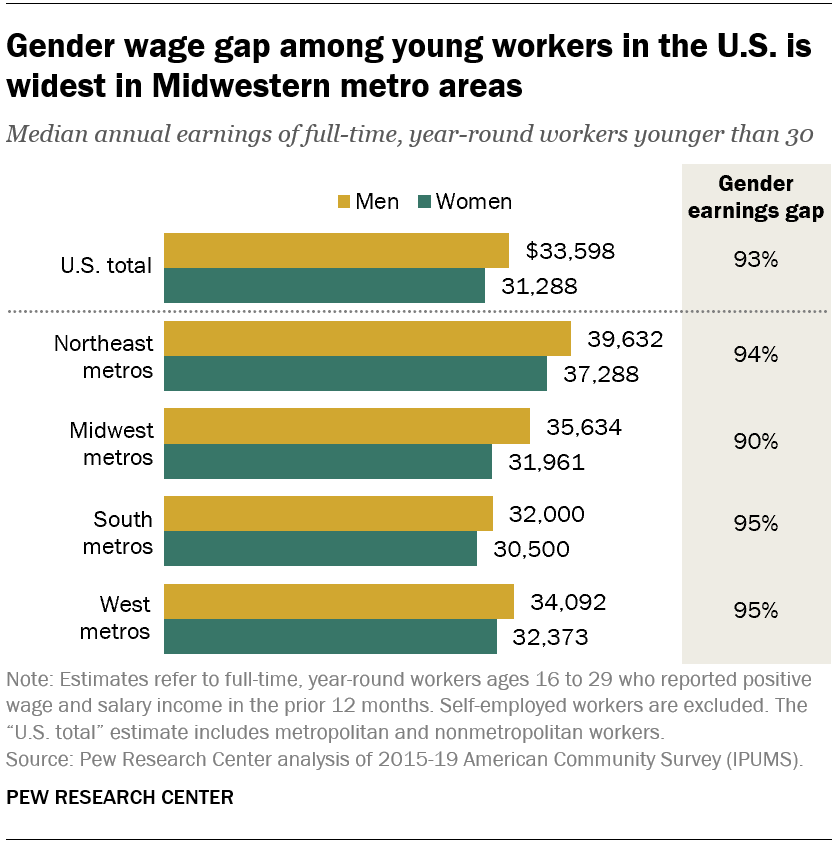 Gender wage gap among young workers in the U.S. is
widest in Midwestern metro areas
Median annual earnings of full-time, year-round workers younger than 30
Gender
earnings gap
Men Women
U.S. total
$33,598
31,288
93%
Northeast
metros
39,632
37,288
94%
Midwest
metros
35,634
31,961
90%
South
metros
32,000
30,500
95%
West
metros
34,092
32,373
95%
Note: Estimates refer to full-time, year-round workers ages 16 to 29 who reported positive
wage and salary income in the prior 12 months. Self-employed workers are excluded. The
“U.S. total” estimate includes metropolitan and nonmetropolitan workers.
Source: Pew Research Center analysis of 2015-19 American Community Survey (IPUMS).
PEW RESEARCH CENTER